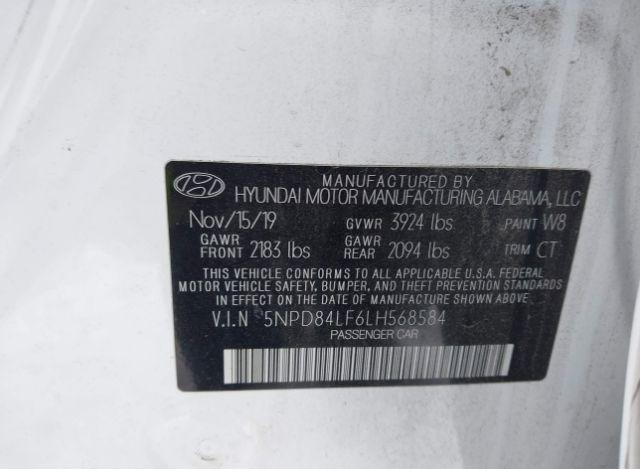 MANUFACTURED BY
HYUNDAI MOTOR MANUFACTURING ALABAMA, LLC
Nov/15/19 GVWR 3924 lbs PAINT W8
GAWR FRONT 2183 lbs GAWR REAR 2094 lbs TRIM CT
THIS VEHICLE CONFORMS TO ALL APPLICABLE U.S.A. FEDERAL
MOTOR VEHICLE SAFETY, BUMPER, AND THEFT PREVENTION
STANDARDS IN EFFECT ON THE DATE OF MANUFACTURE SHOWN ABOVE.
V.I.N 5NPD84LF6LH568584
PASSENGER CAR